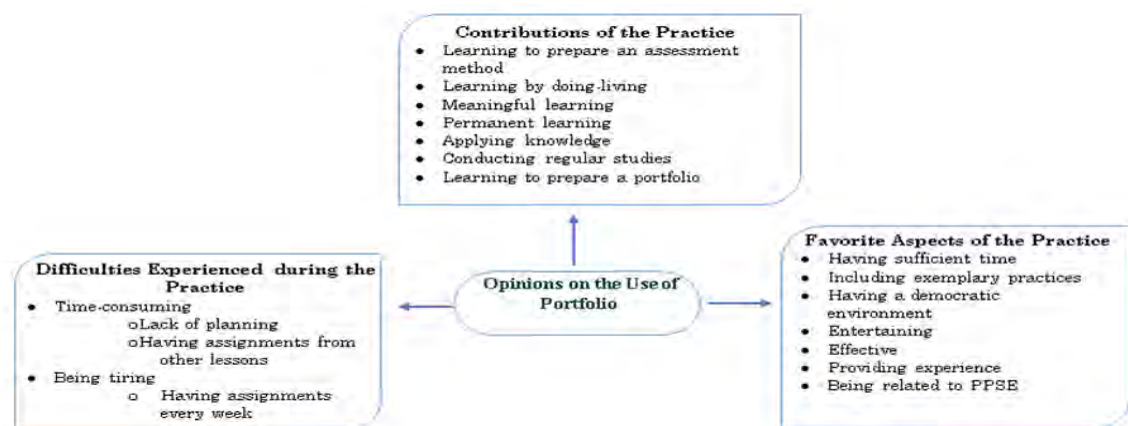 Contributions of the Practice
• Learning to prepare an assessment
method
• Learning by doing-living
• Meaningful learning
• Permanent learning
• Applying knowledge
• Conducting regular studies
• Learning to prepare a portfolio
Difficulties Experienced during the
Practice
• Time-consuming
oLack of planning
oHaving assignments from
other lessons
• Being tiring
o Having assignments
every week
Opinions on the Use of
Portfolio
Favorite Aspects of the Practice
• Having sufficient time
• Including exemplary practices
• Having a democratic
environment
• Entertaining
• Effective
• Providing experience
• Being related to PPSE